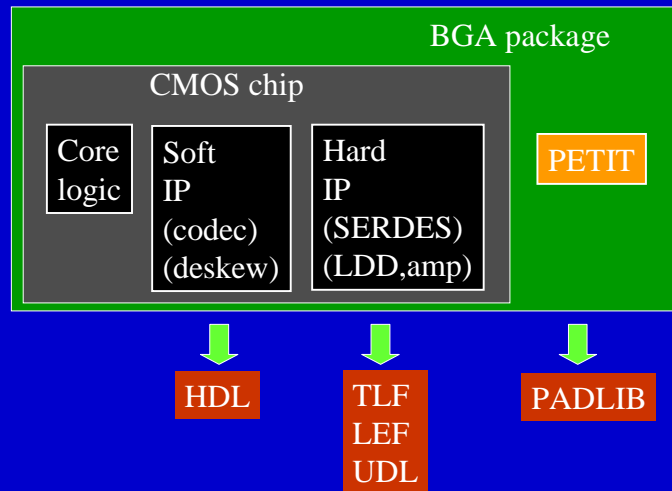 BGA package
CMOS chip
Core
logic
Soft
IP
(codec)
(deskew)
Hard
IP
(SERDES)
(LDD,amp)
PETIT
HDL
TLF
LEF
UDL
PADLIB